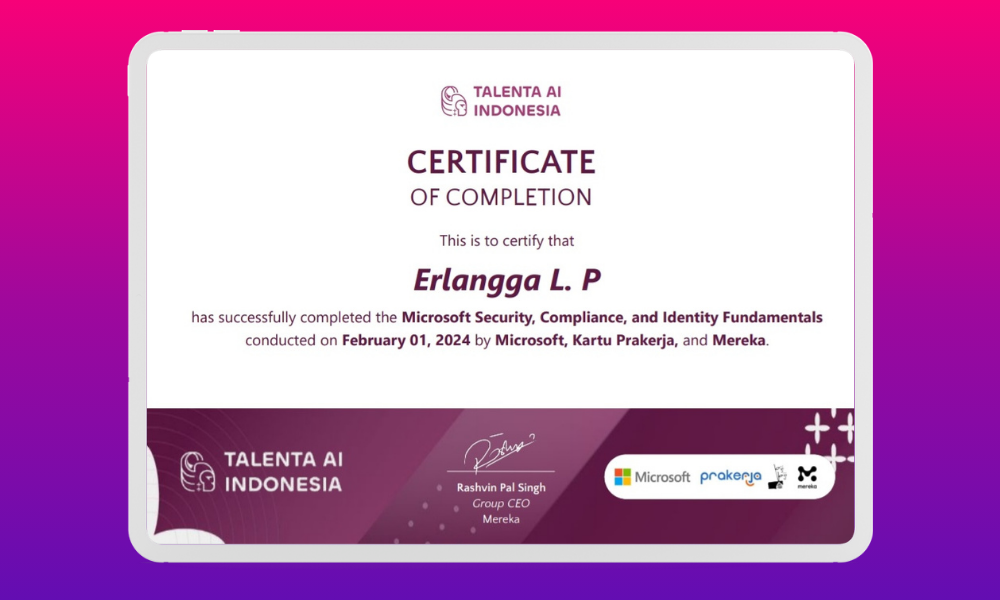 TALENTA AI
INDONESIA
CERTIFICATE
OF COMPLETION
This is to certify that
Erlangga L. P
has successfully completed the Microsoft Security, Compliance, and Identity Fundamentals
conducted on February 01, 2024 by Microsoft, Kartu Prakerja, and Mereka.
TALENTA AI
INDONESIA
Rashvin Pal Singh
Group CEO
Mereka
Microsoft
prakerja
mereka